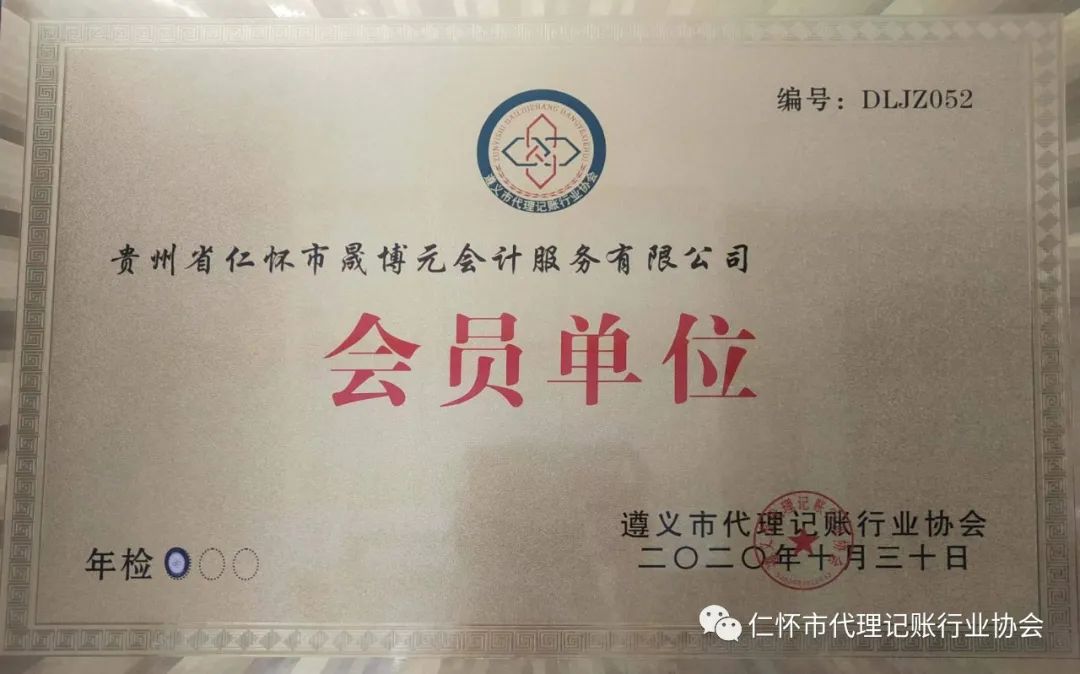 编号：DLJZ052
ZUNYISHI DAILIJIZHANG HANGYEXIEHUI
遵义市代理记账行业协会
贵州省仁怀市晟博元会计服务有限公司
会员单位
年检
遵义市代理记账行业协会
二〇二〇年十月三十日
仁怀市代理记账行业协会